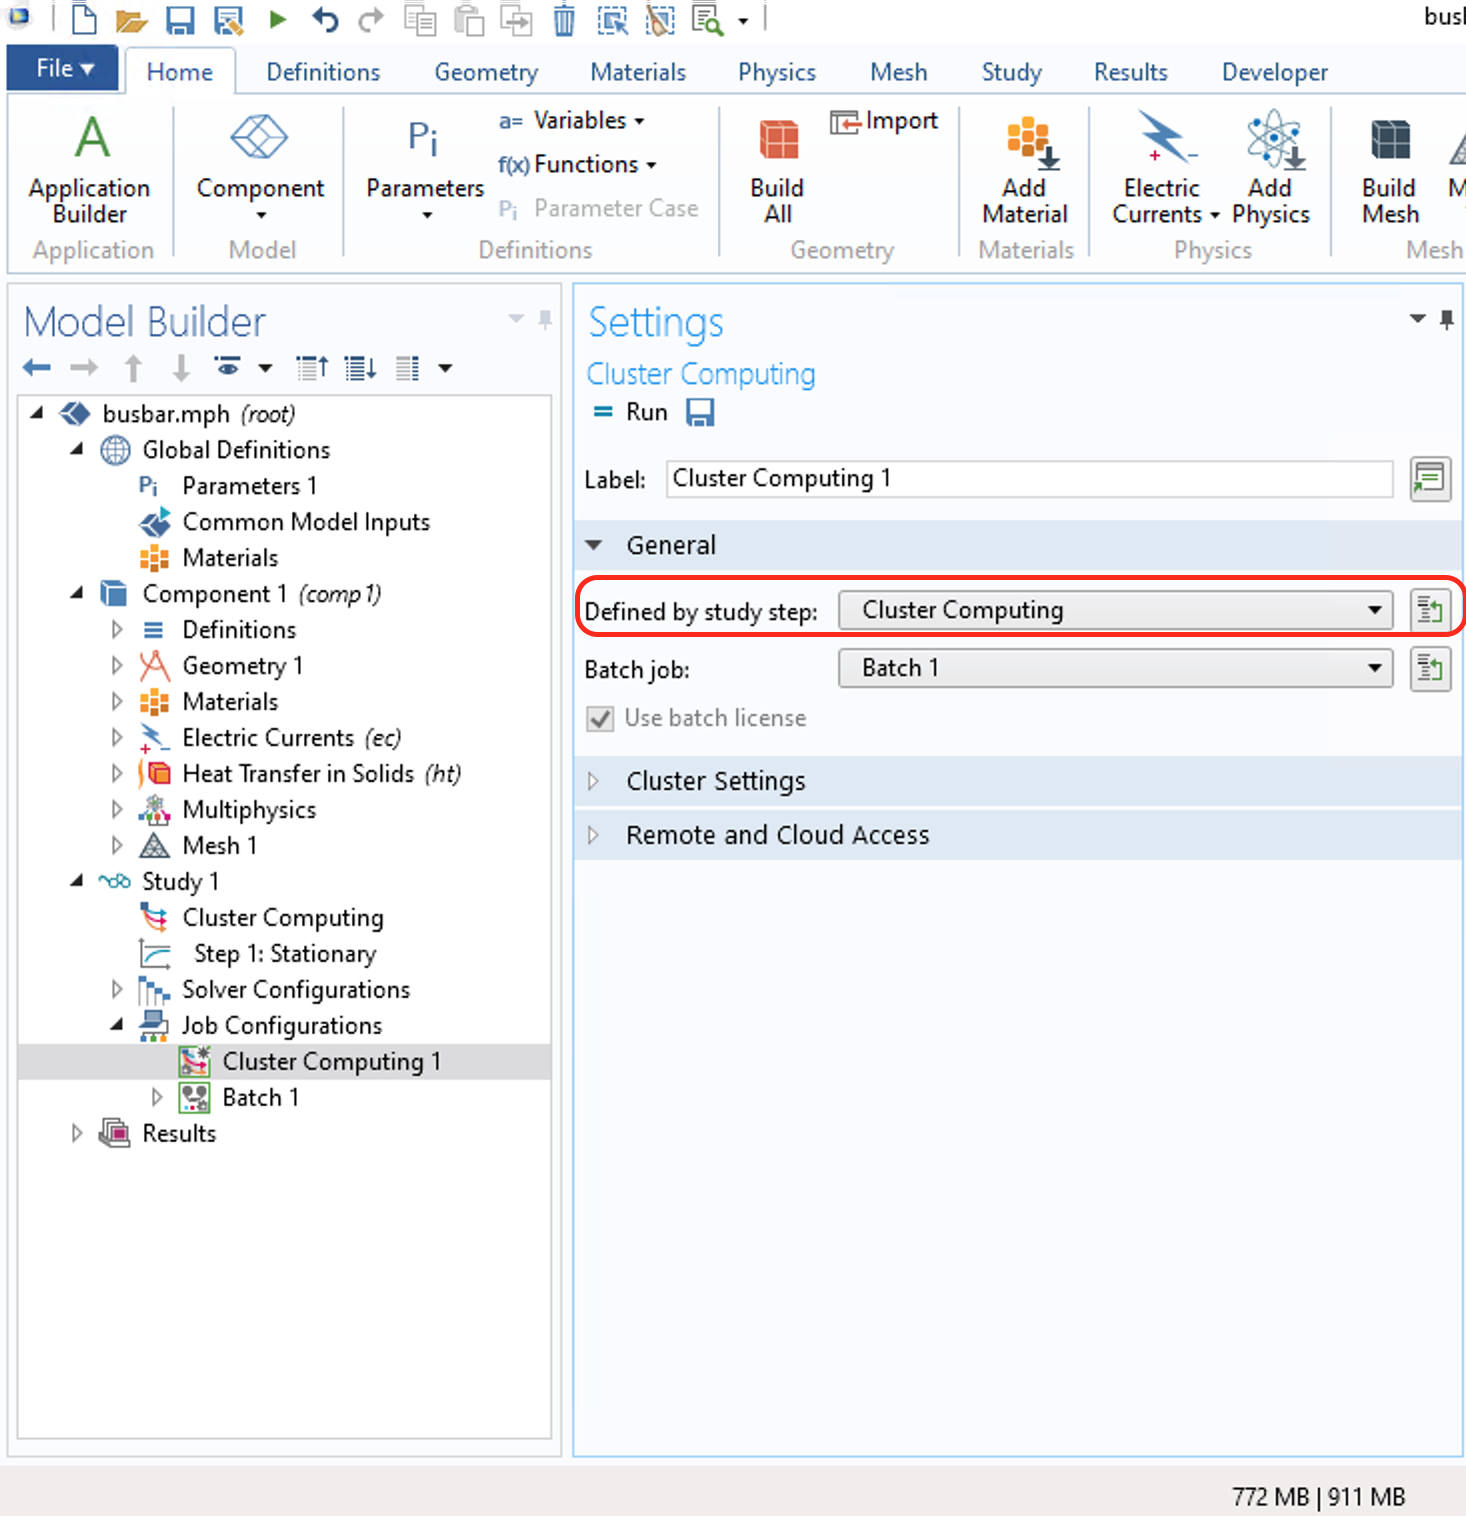 busl
File
Home
Definitions
Geometry
Materials
Physics
Mesh
Study
Results
Developer
A
Application
Builder
Application
Component
Model
Pi
Parameters
a= Variables
f(x) Functions
Pi Parameter Case
Definitions
Build
All
Import
Geometry
Add
Material
Materials
Electric
Currents
Add
Physics
Physics
Build
Mesh
M
Mesh
Model Builder
busbar.mph (root)
Global Definitions
Pi Parameters 1
Common Model Inputs
Materials
Component 1 (comp1)
Definitions
Geometry 1
Materials
Electric Currents (ec)
Heat Transfer in Solids (ht)
Multiphysics
Mesh 1
Study 1
Cluster Computing
Step 1: Stationary
Solver Configurations
Job Configurations
Cluster Computing 1
Batch 1
Results
Settings
Cluster Computing
= Run
Label: Cluster Computing 1
General
Defined by study step: Cluster Computing
Batch job: Batch 1
Use batch license
Cluster Settings
Remote and Cloud Access
772 MB | 911 MB